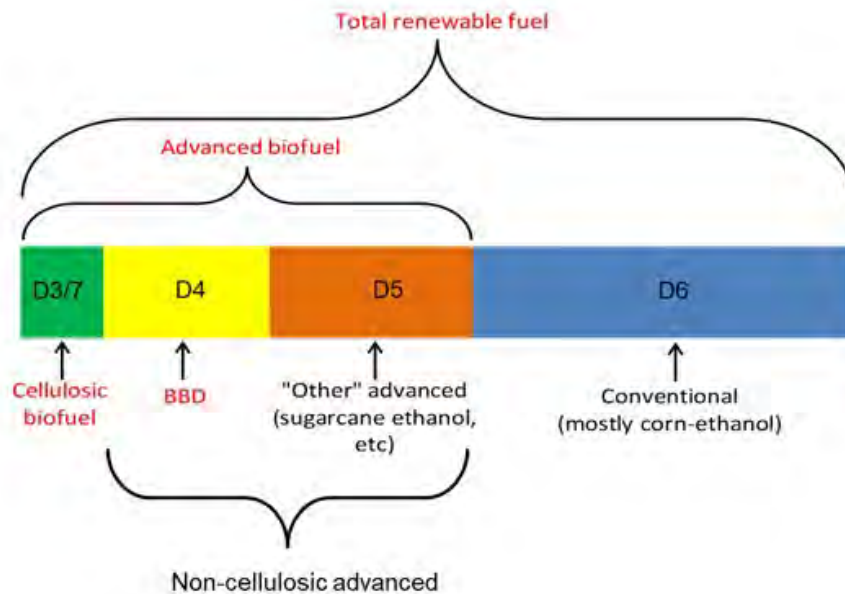 Total renewable fuel
Advanced biofuel
D3/7
D4
D5
D6
Cellulosic
biofuel
BBD
"Other" advanced
(sugarcane ethanol,
etc)
Conventional
(mostly corn-ethanol)
Non-cellulosic advanced